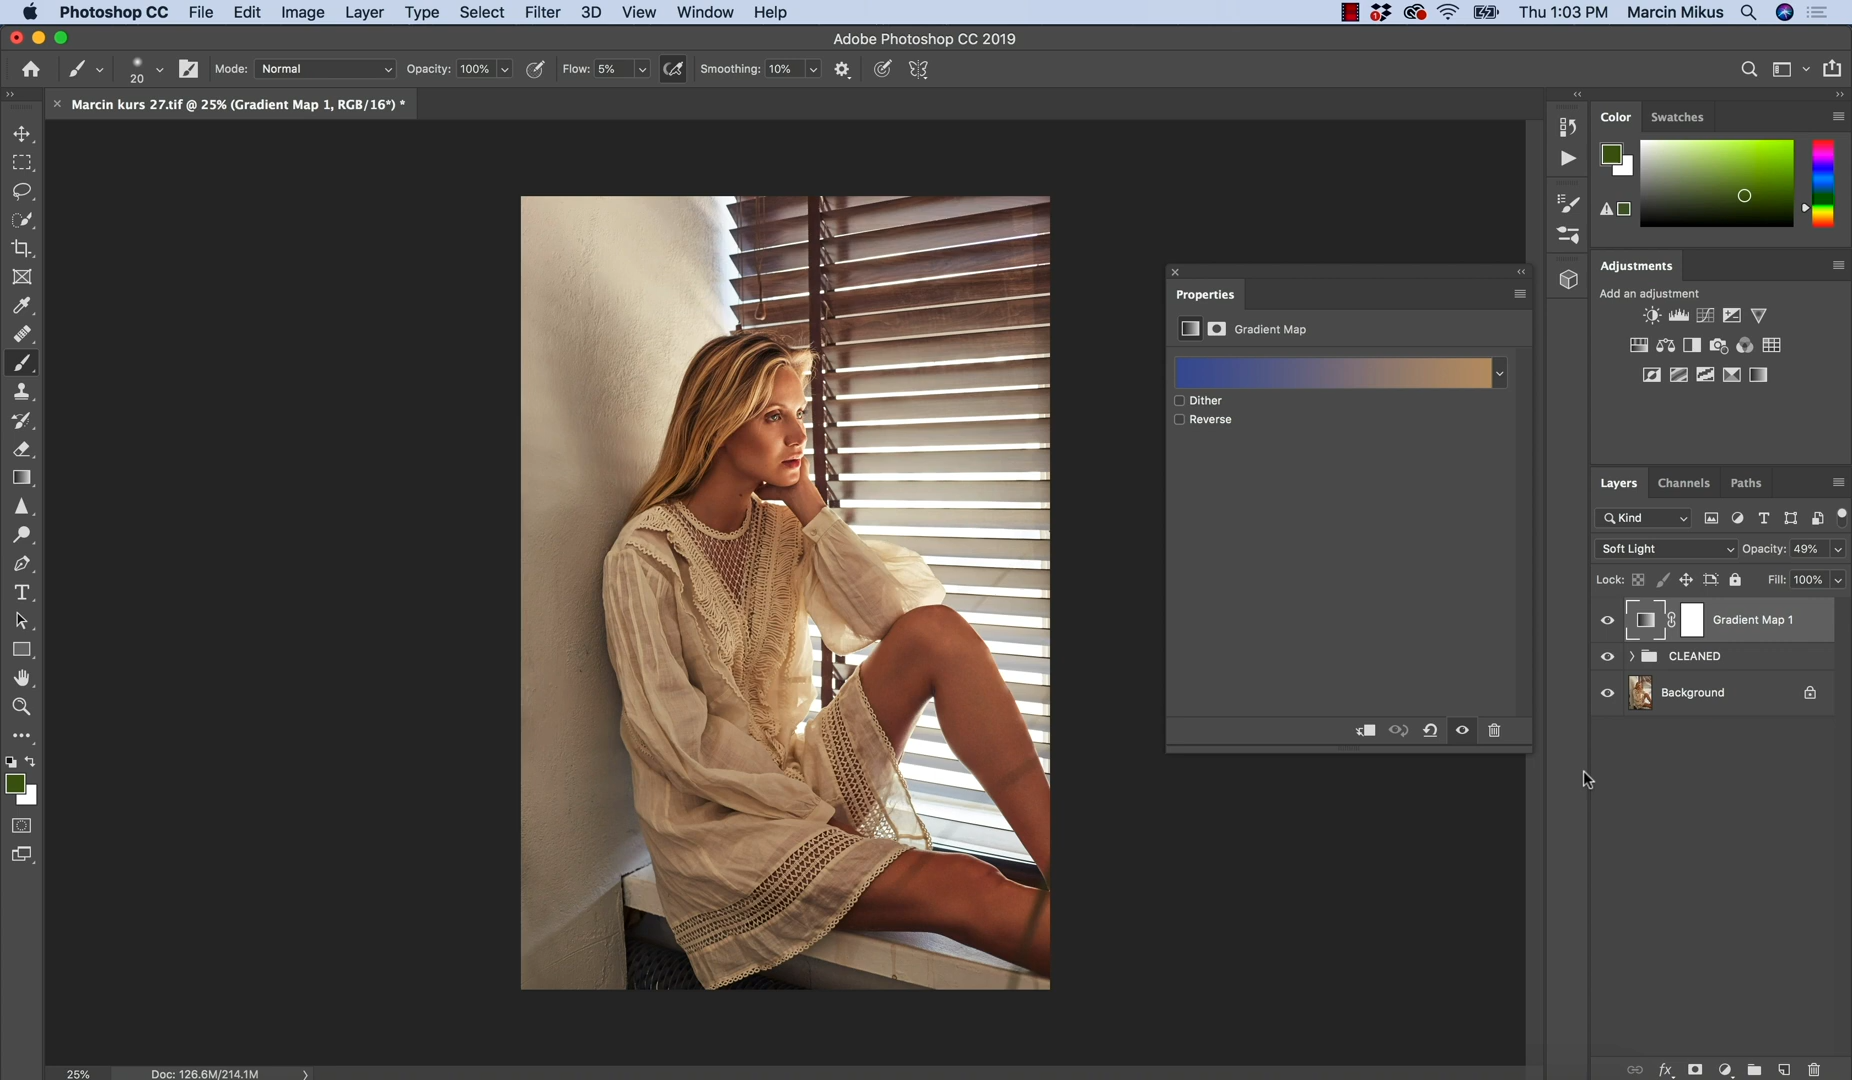 Photoshop CC File Edit Image Layer Type Select Filter 3D View Window Help Thu 1:03 PM Marcin Mikus
Adobe Photoshop CC 2019
20 Mode: Normal Opacity: 100% Flow: 5% Smoothing: 10%
Marcin kurs 27.tif @ 25% (Gradient Map 1, RGB/16*) *
Color Swatches
Adjustments
Add an adjustment
Properties
Gradient Map
Dither
Reverse
Layers Channels Paths
Kind
Soft Light Opacity: 49%
Lock: Fill: 100%
Gradient Map 1
CLEANED
Background
25% Doc: 126.6M/214.1M